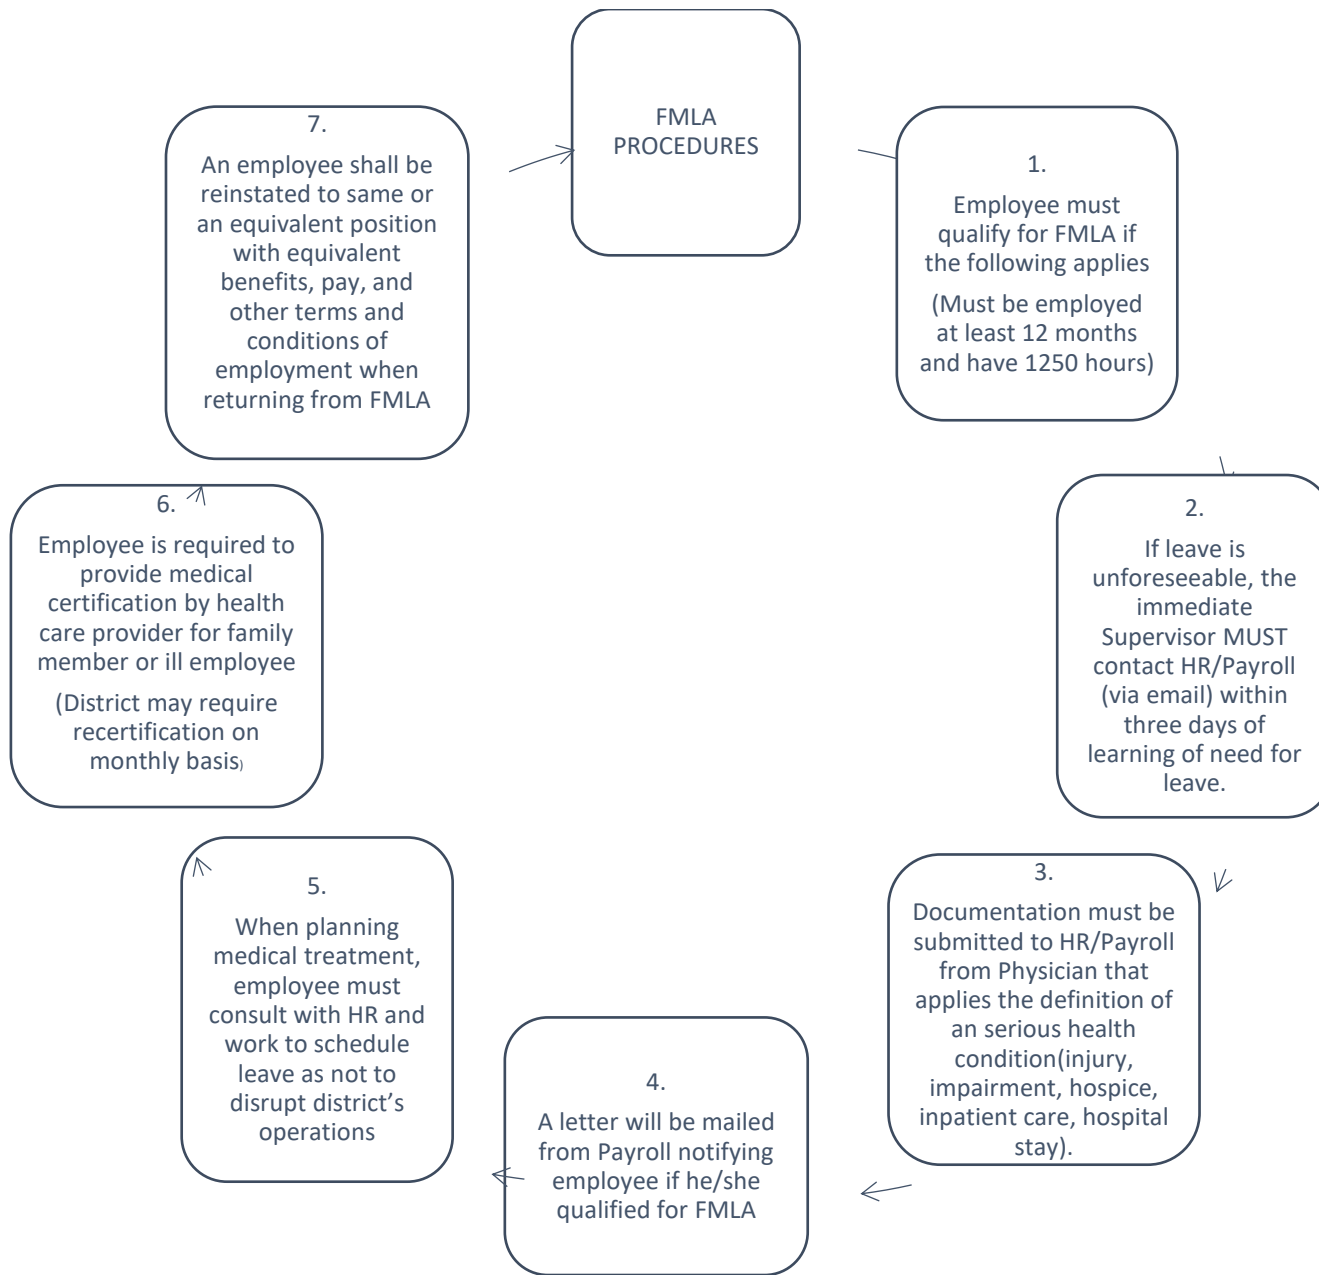 FMLA
PROCEDURES
1.
Employee must
qualify for FMLA if
the following applies
(Must be employed
at least 12 months
and have 1250 hours)
2.
If leave is
unforeseeable, the
immediate
Supervisor MUST
contact HR/Payroll
(via email) within
three days of
learning of need for
leave.
3.
Documentation must be
submitted to HR/Payroll
from Physician that
applies the definition of
an serious health
condition(injury,
impairment, hospice,
inpatient care, hospital
stay).
4.
A letter will be mailed
from Payroll notifying
employee if he/she
qualified for FMLA
5.
When planning
medical treatment,
employee must
consult with HR and
work to schedule
leave as not to
disrupt district’s
operations
6.
Employee is required to
provide medical
certification by health
care provider for family
member or ill employee
(District may require
recertification on
monthly basis)
7.
An employee shall be
reinstated to same or
an equivalent position
with equivalent
benefits, pay, and
other terms and
conditions of
employment when
returning from FMLA